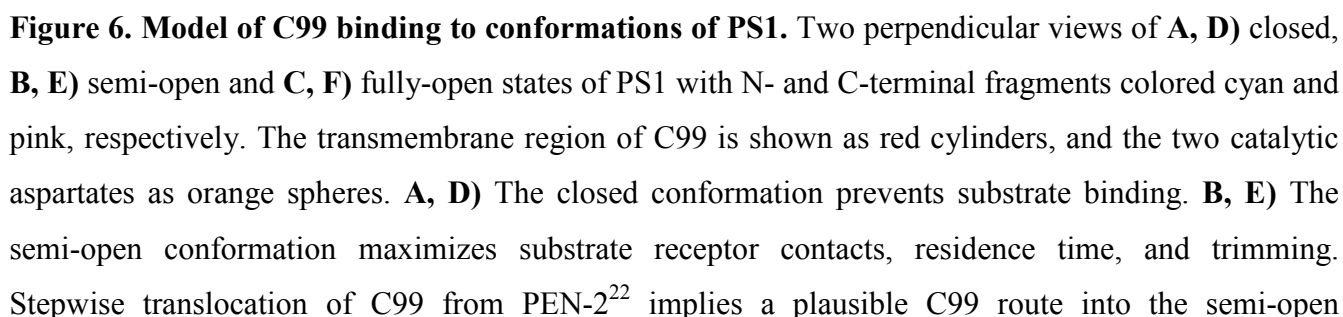 Figure 6. Model of C99 binding to conformations of PS1. Two perpendicular views of A, D) closed,
B, E) semi-open and C, F) fully-open states of PS1 with N- and C-terminal fragments colored cyan and
pink, respectively. The transmembrane region of C99 is shown as red cylinders, and the two catalytic
aspartates as orange spheres. A, D) The closed conformation prevents substrate binding. B, E) The
semi-open conformation maximizes substrate receptor contacts, residence time, and trimming.
Stepwise translocation of C99 from PEN-2²² implies a plausible C99 route into the semi-open